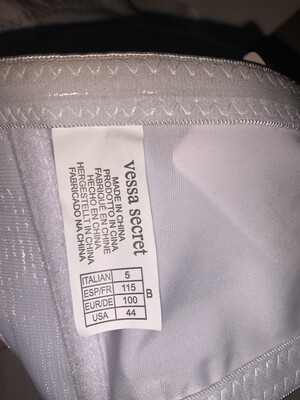 vessa secret
MADE IN CHINA
PRODOTTO IN CINA
FABRIQUÉ EN CHINE
HECHO EN CHINA
HERGESTELLT IN CHINA
FABRICADO NA CHINA
ITALIAN 5
ESP/FR 115
EUR/DE 100
USA 44
B